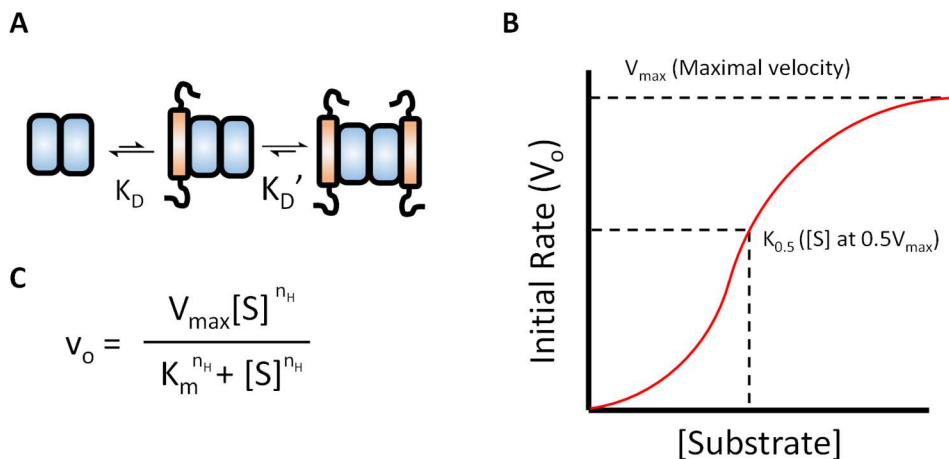 A
K_D
K_D’
B
V_max (Maximal velocity)
K_0.5 ([S] at 0.5V_max)
Initial Rate (V_o)
[Substrate]
C
v_o = V_max[S]^n_H
K_m^n_H + [S]^n_H